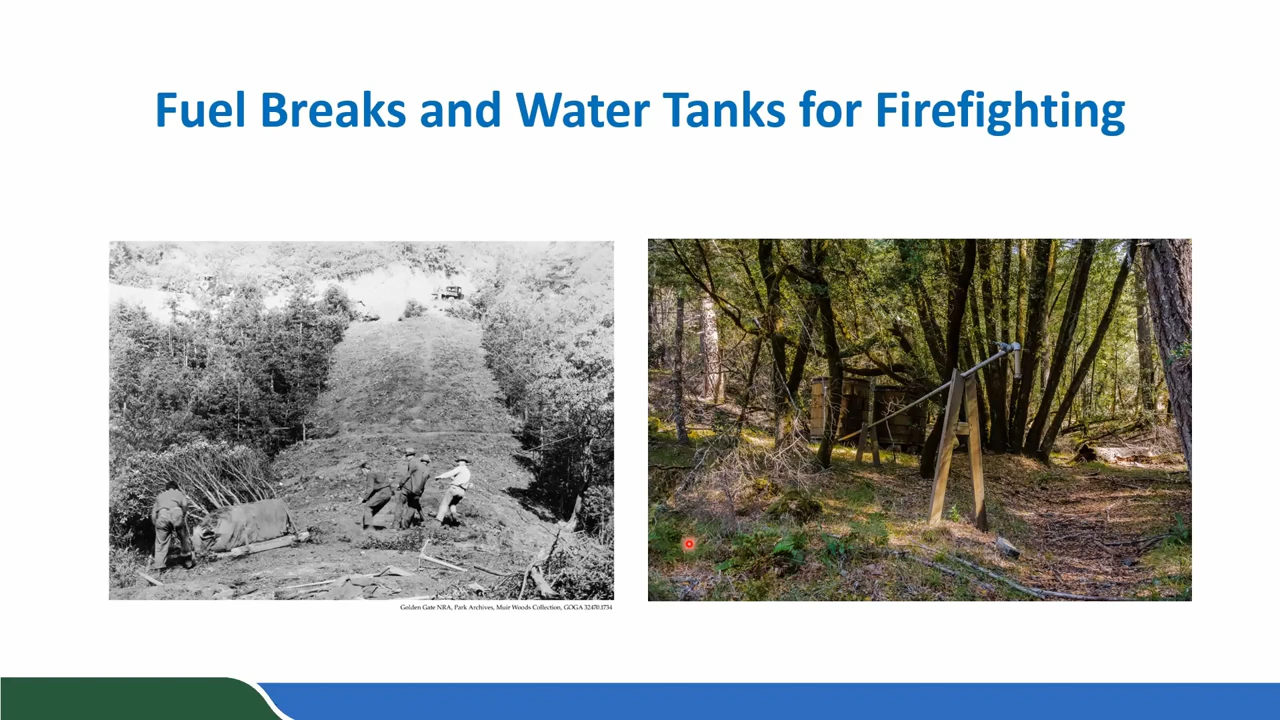 Fuel Breaks and Water Tanks for Firefighting
Golden Gate NRA, Park Archives, Muir Woods Collection, GOGA 32470.1734